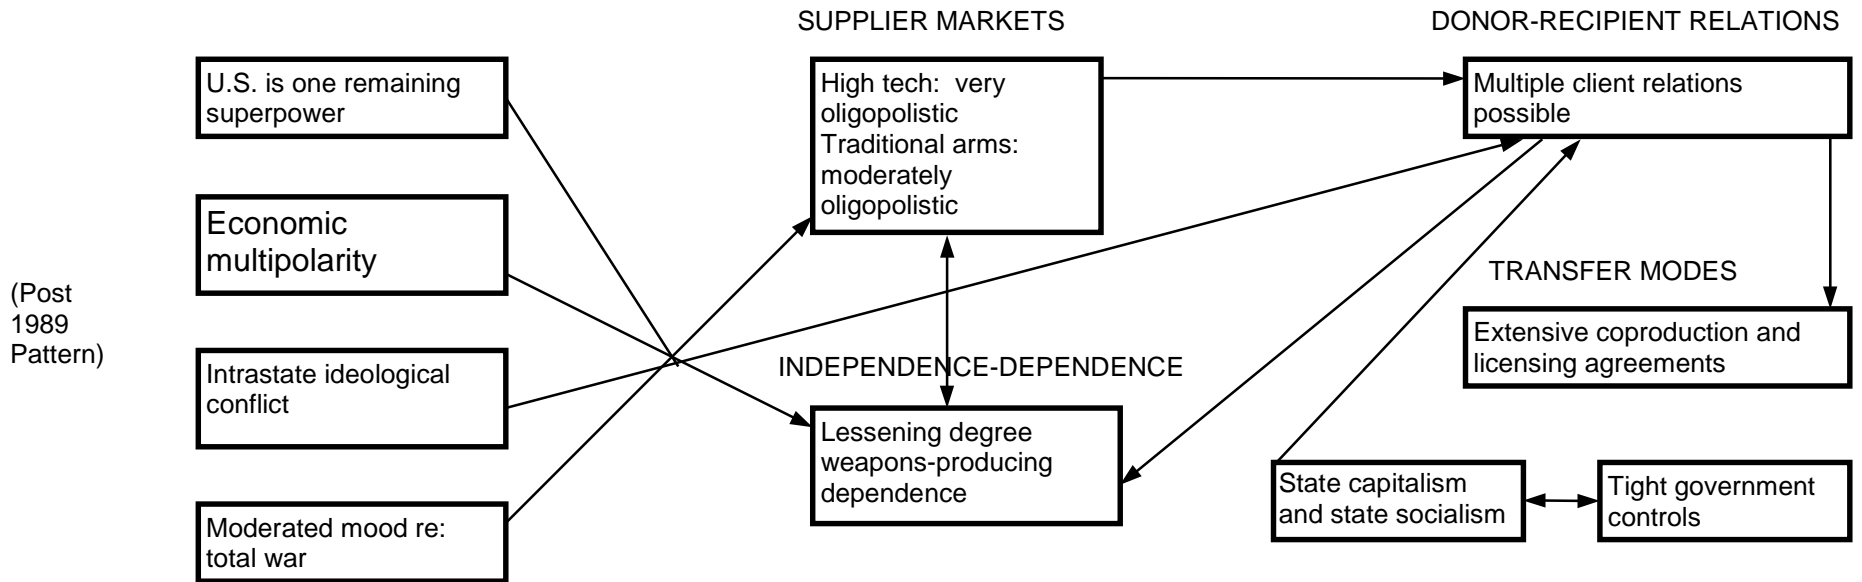 SUPPLIER MARKETS
DONOR-RECIPIENT RELATIONS
U.S. is one remaining
superpower
High tech:  very
oligopolistic
Traditional arms:
moderately
oligopolistic
Multiple client relations
possible
Economic
multipolarity
TRANSFER MODES
(Post
1989
Pattern)
Extensive coproduction and
licensing agreements
Intrastate ideological
conflict
INDEPENDENCE-DEPENDENCE
Lessening degree
weapons-producing
dependence
State capitalism
and state socialism
Tight government
controls
Moderated mood re:
total war